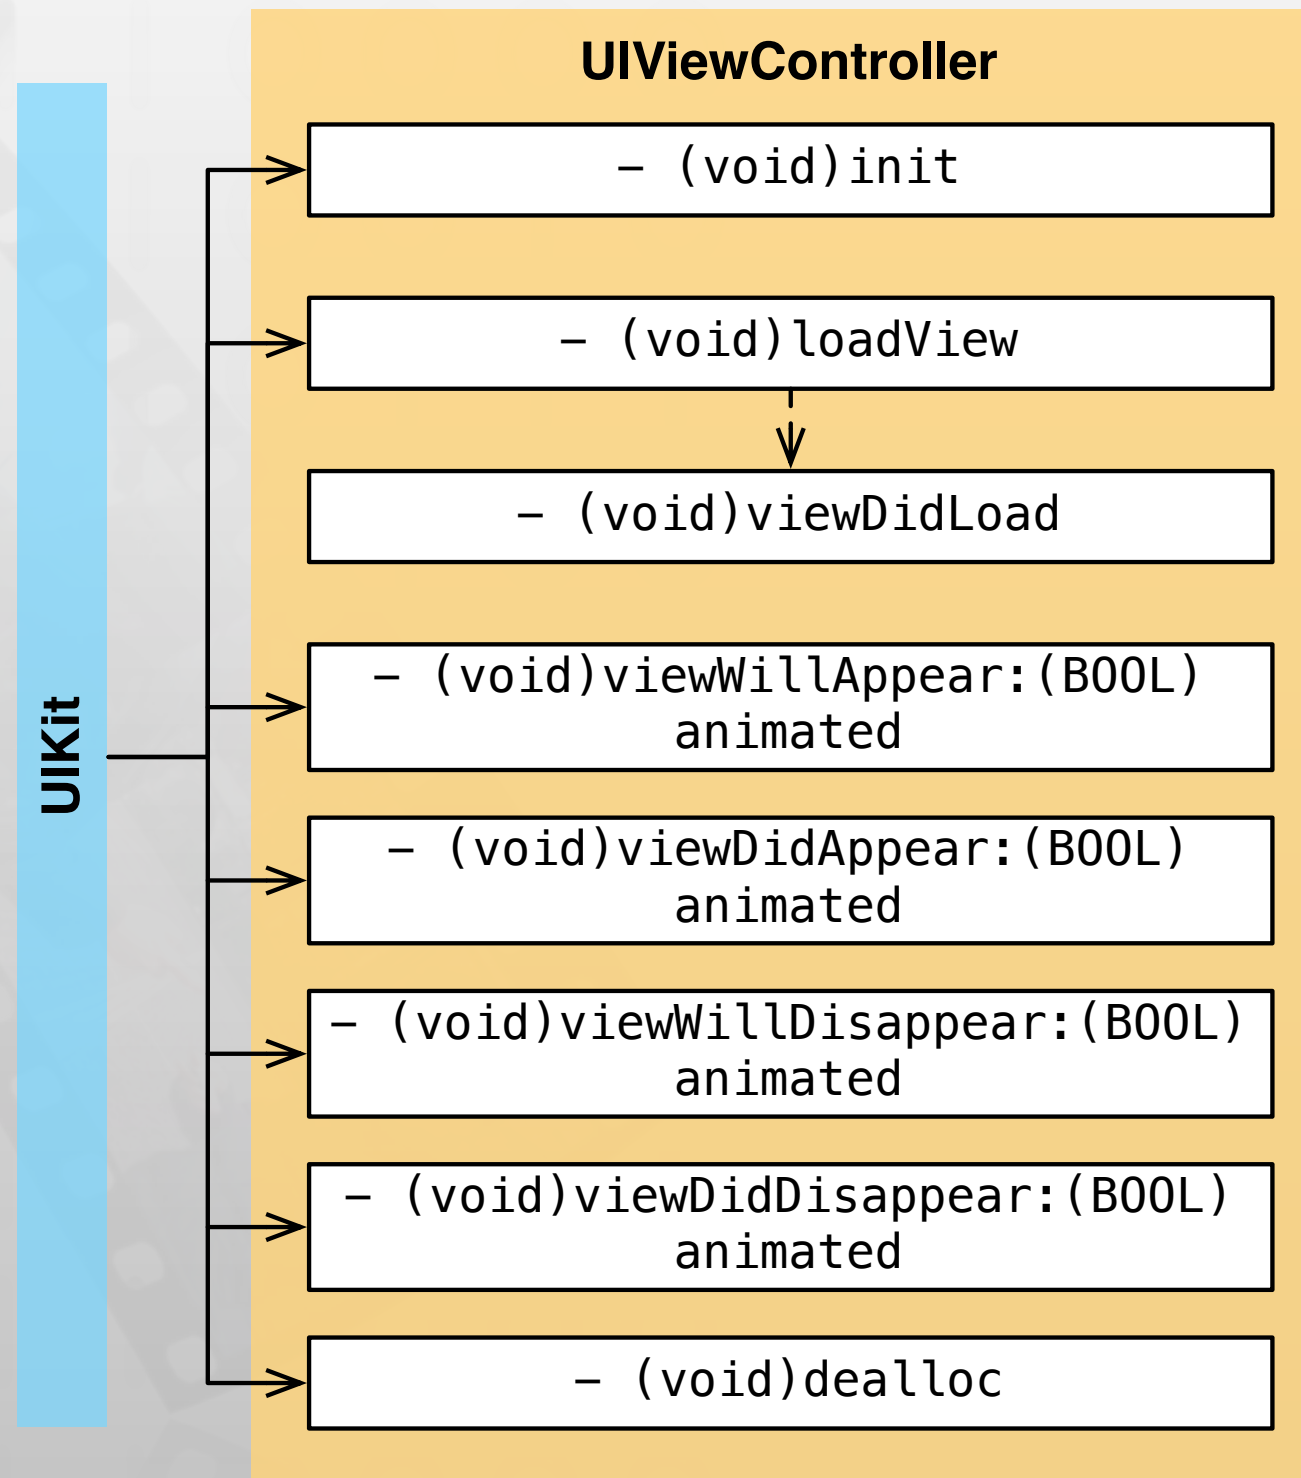 UIViewController
– (void)init
– (void)loadView
– (void)viewDidLoad
– (void)viewWillAppear:(BOOL)
animated
– (void)viewDidAppear:(BOOL)
animated
– (void)viewWillDisappear:(BOOL)
animated
– (void)viewDidDisappear:(BOOL)
animated
– (void)dealloc
UIKit